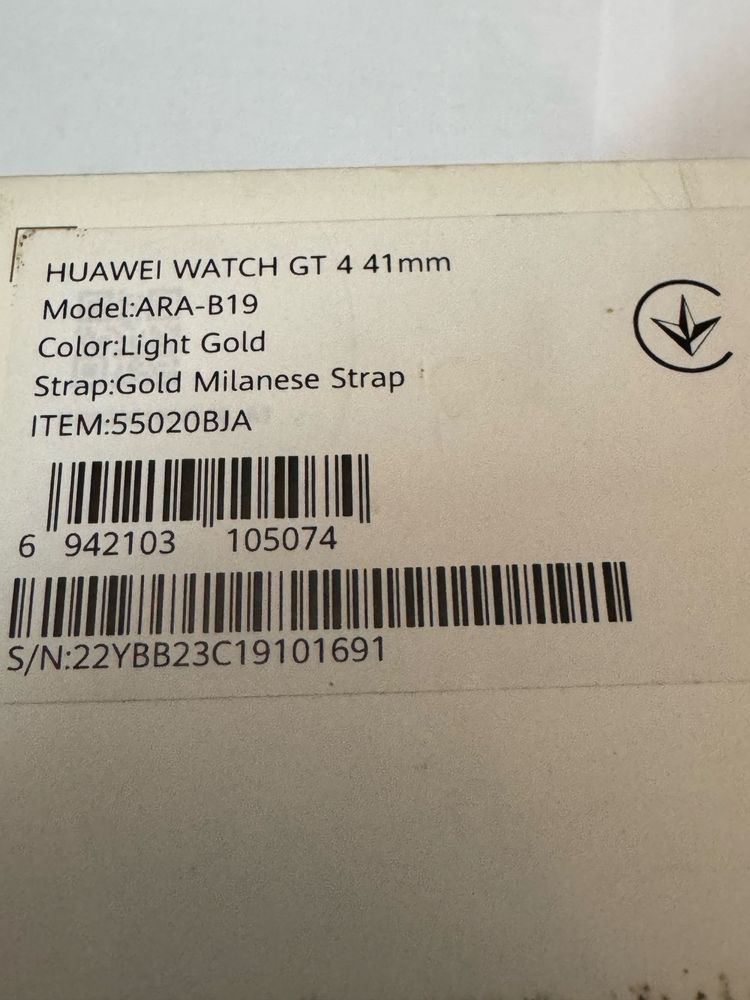 HUAWEI WATCH GT 4 41mm
Model:ARA-B19
Color:Light Gold
Strap:Gold Milanese Strap
ITEM:55020BJA
6 942103 105074
S/N:22YBB23C19101691